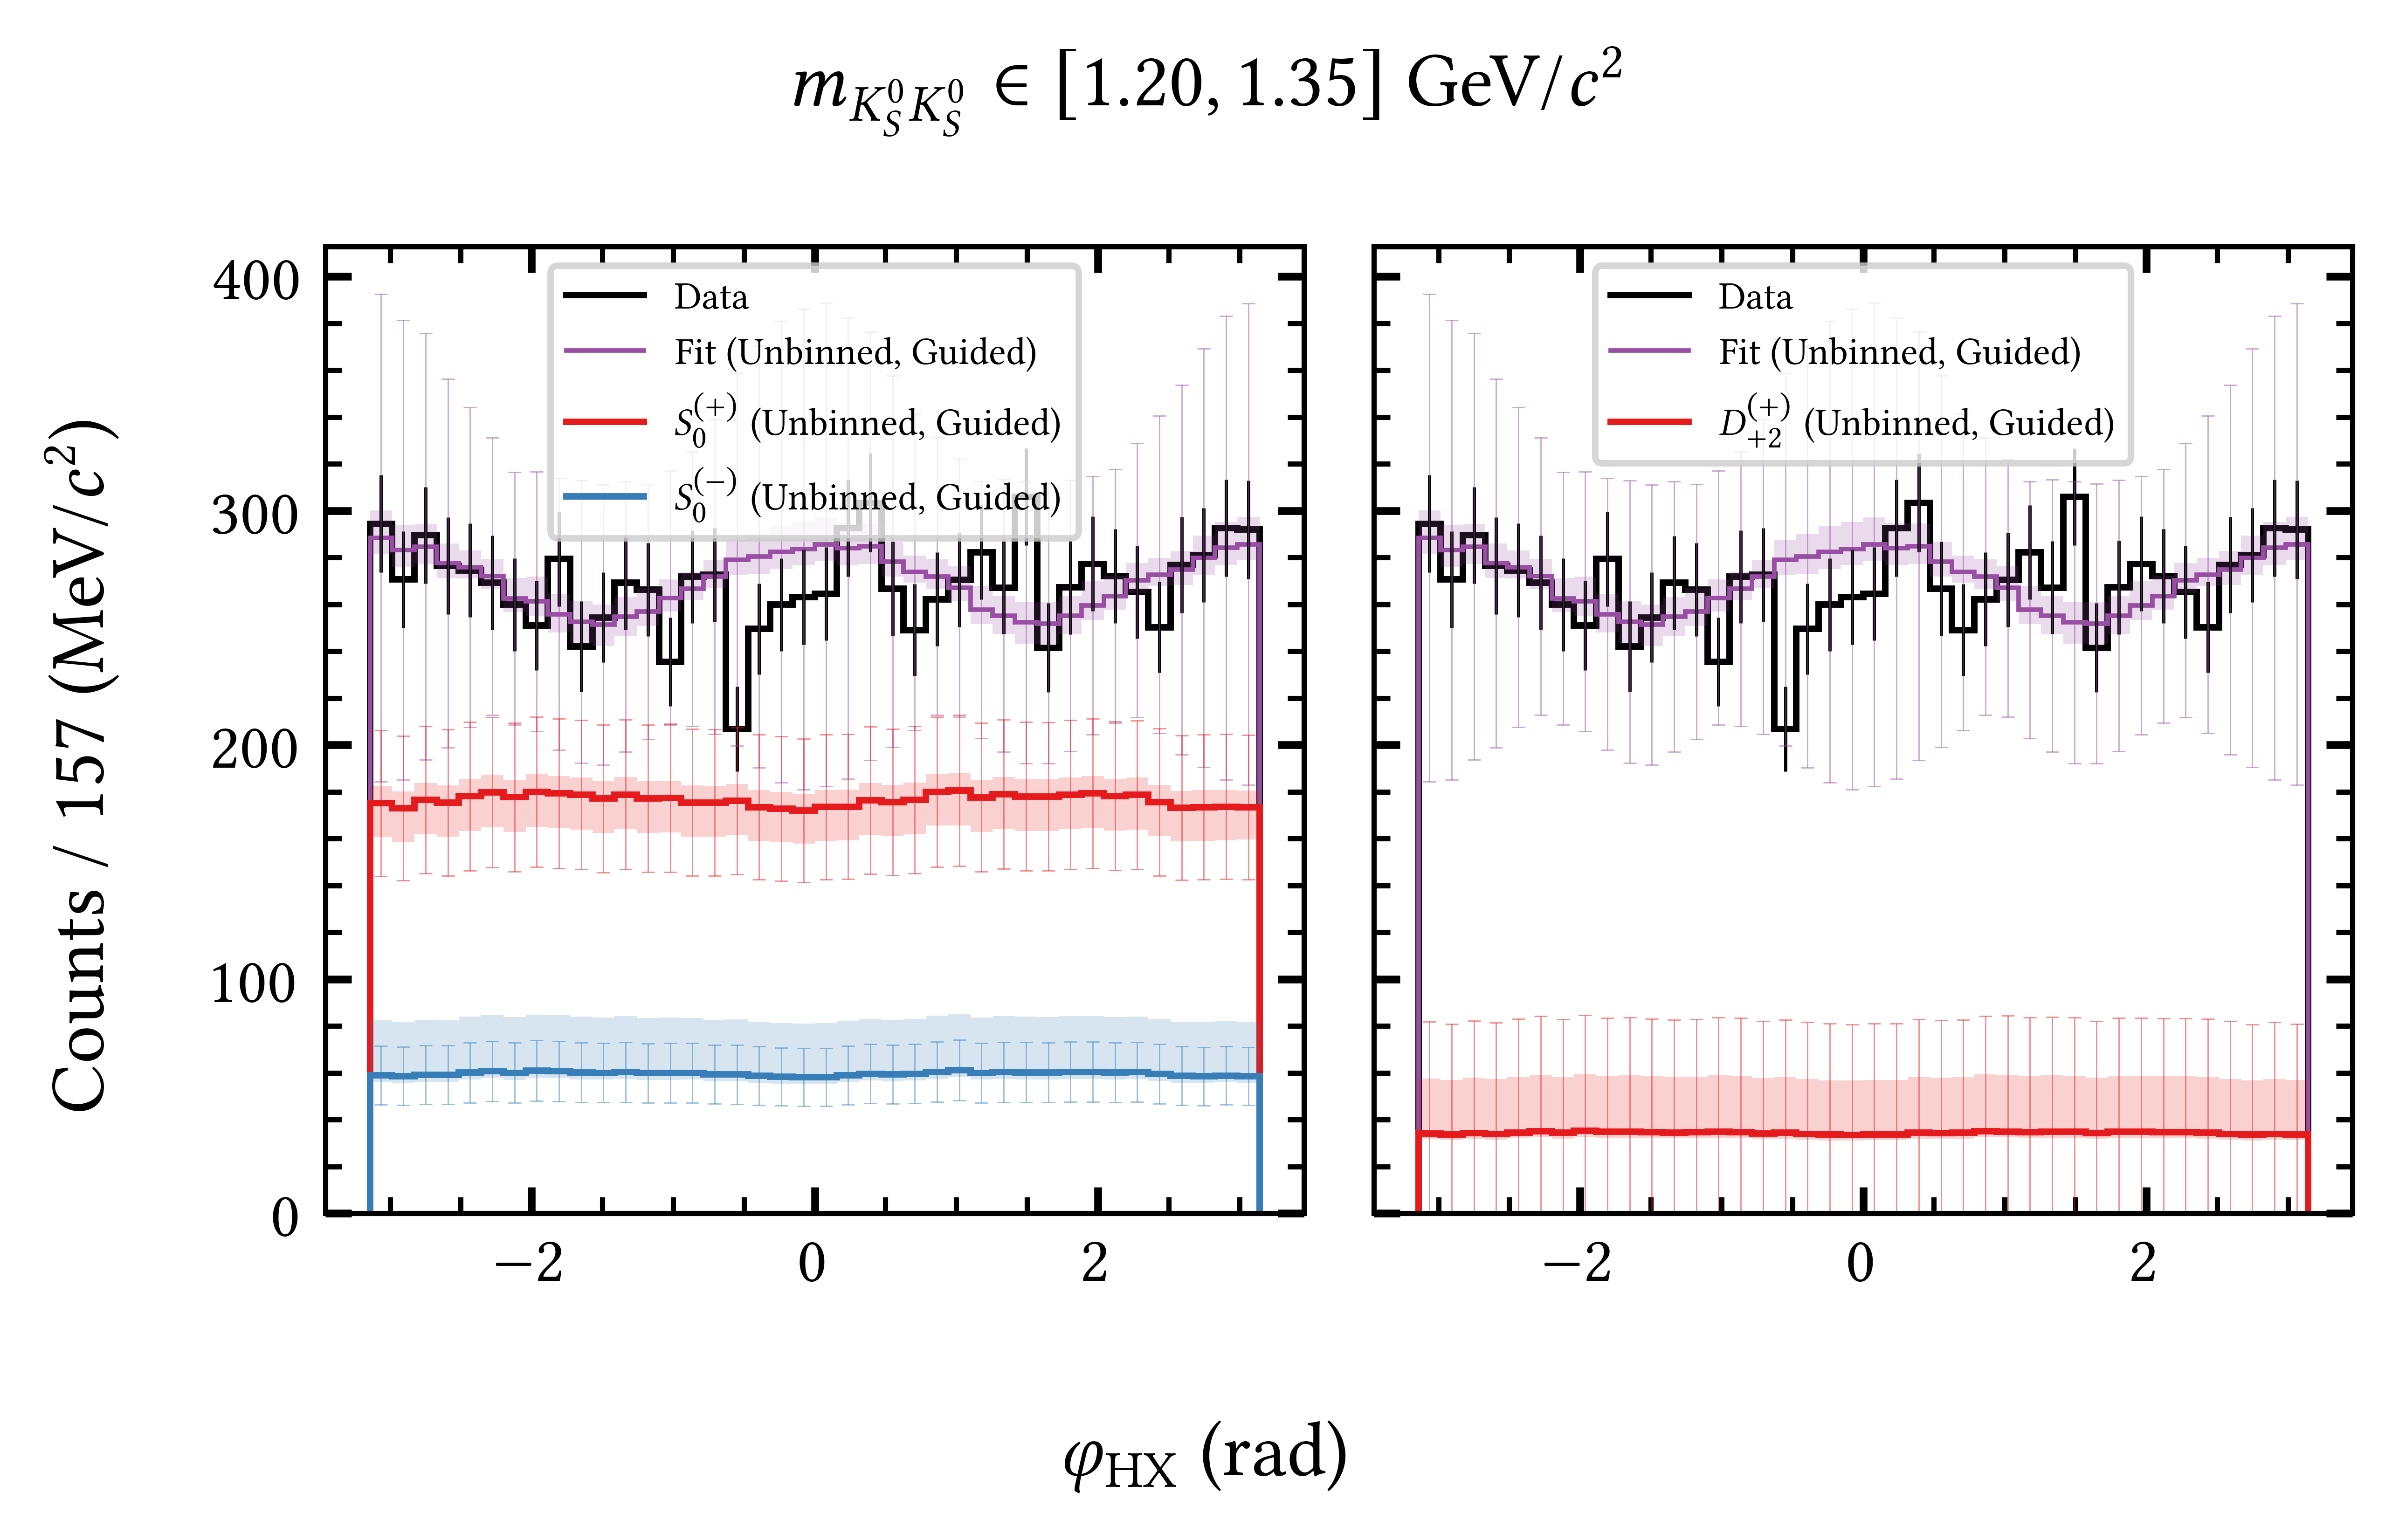 m_{K_S^0 K_S^0} ∈ [1.20, 1.35] GeV/c²
Counts / 157 (MeV/c²)
400
300
200
100
0
Data
Fit (Unbinned, Guided)
S_0^{(+)} (Unbinned, Guided)
S_0^{(−)} (Unbinned, Guided)
−2 0 2
Data
Fit (Unbinned, Guided)
D_{+2}^{(+)} (Unbinned, Guided)
−2 0 2
φ_{HX} (rad)